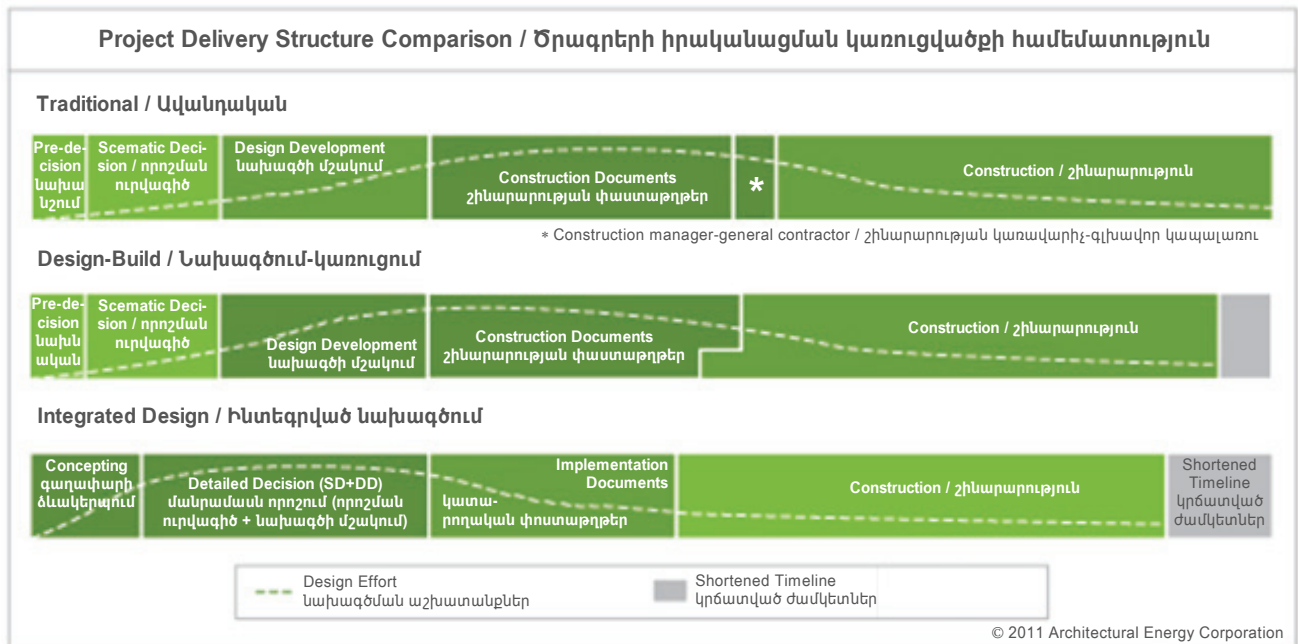 Project Delivery Structure Comparison / Ծրագրերի իրականացման կառուցվածքի համեմատություն
Traditional / Ավանդական
Pre-de-
cision
նախա
նշում
Scematic Deci-
sion / որոշման
ուրվագիծ
Design Development
նախագծի մշակում
Construction Documents
շինարարության փաստաթղթեր
*
Construction / շինարարություն
* Construction manager-general contractor / շինարարության կառավարիչ-գլխավոր կապալառու
Design-Build / Նախագծում-կառուցում
Pre-de-
cision
նախն
ական
Scematic Deci-
sion / որոշման
ուրվագիծ
Design Development
նախագծի մշակում
Construction Documents
շինարարության փաստաթղթեր
Construction / շինարարություն
Integrated Design / Ինտեգրված նախագծում
Concepting
գաղափարի
ձևակերպում
Detailed Decision (SD+DD)
մանրամասն որոշում (որոշման
ուրվագիծ + նախագծի մշակում)
Implementation
Documents
կատա-
րողական փոստաթղթեր
Construction / շինարարություն
Shortened
Timeline
կրճատված
ժամկետներ
Design Effort
նախագծման աշխատանքներ
Shortened Timeline
կրճատված ժամկետներ
© 2011 Architectural Energy Corporation